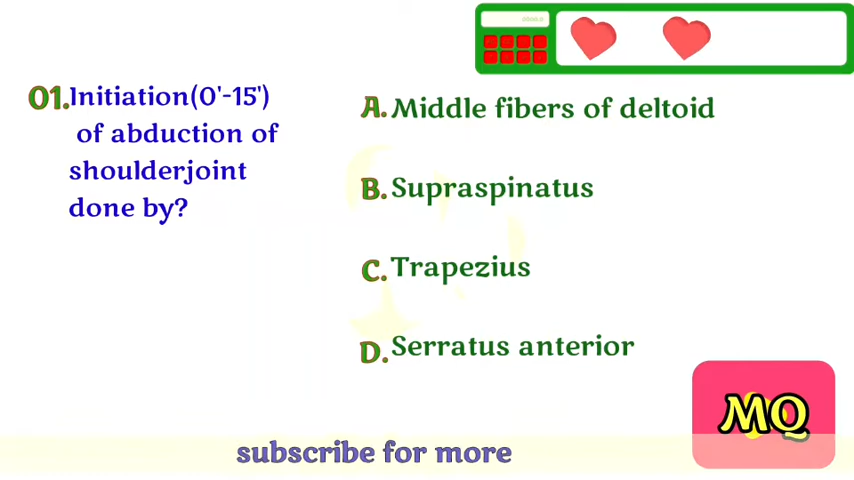 01.Initiation(0'-15')
of abduction of
shoulderjoint
done by?
A. Middle fibers of deltoid
B. Supraspinatus
C. Trapezius
D. Serratus anterior
MQ
subscribe for more